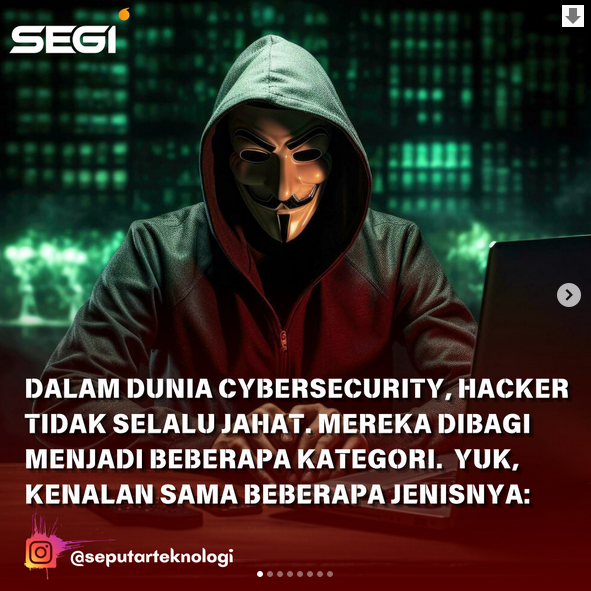 SEGI
DALAM DUNIA CYBERSECURITY, HACKER
TIDAK SELALU JAHAT. MEREKA DIBAGI
MENJADI BEBERAPA KATEGORI. YUK,
KENALAN SAMA BEBERAPA JENISNYA:
@seputarteknologi